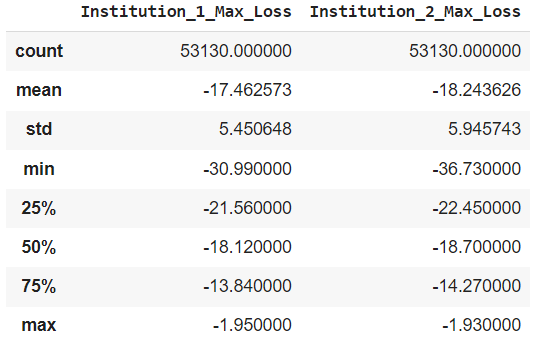 Institution_1_Max_Loss Institution_2_Max_Loss
count 53130.000000 53130.000000
mean -17.462573 -18.243626
std 5.450648 5.945743
min -30.990000 -36.730000
25% -21.560000 -22.450000
50% -18.120000 -18.700000
75% -13.840000 -14.270000
max -1.950000 -1.930000